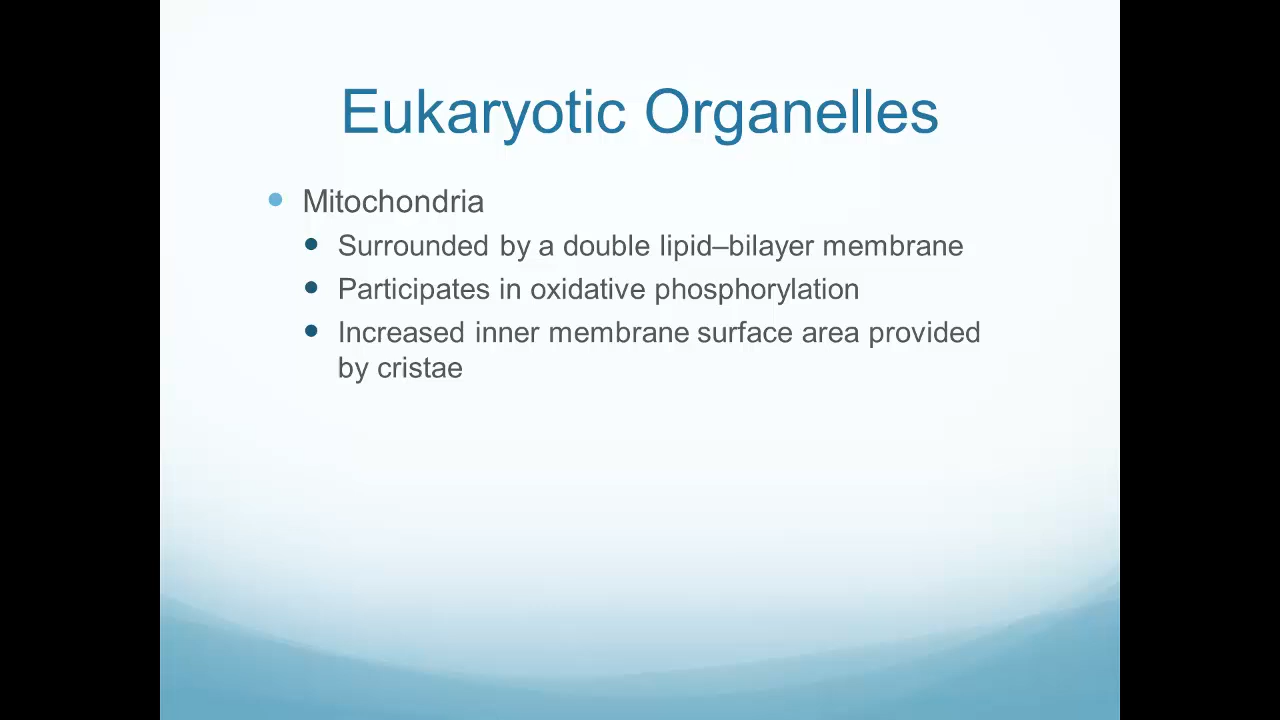 Eukaryotic Organelles
Mitochondria
Surrounded by a double lipid–bilayer membrane
Participates in oxidative phosphorylation
Increased inner membrane surface area provided
by cristae